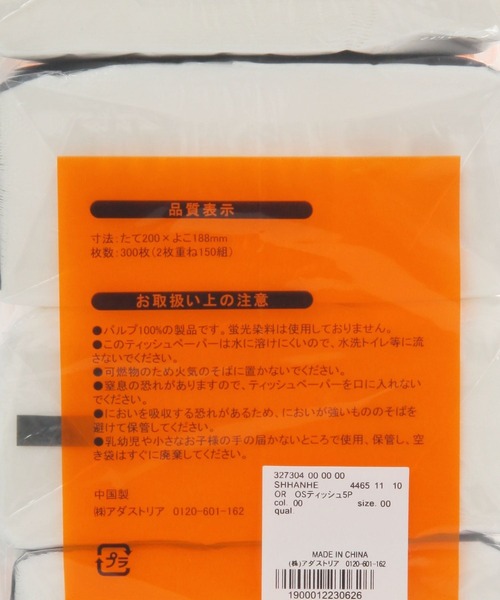 品質表示
寸法:たて200×よこ188mm
枚数:300枚(2枚重ね150組)
お取扱い上の注意
●パルプ100%の製品です。蛍光染料は使用しておりません。
●このティッシュペーパーは水に溶けにくいので、水洗トイレ等に流
さないでください。
●可燃物のため火気のそばに置かないでください。
●窒息の恐れがありますので、ティッシュペーパーを口に入れない
でください。
●においを吸収する恐れがあるため、においが強いもののそばを
避けて保管してください。
●乳幼児や小さなお子様の手の届かないところで使用、保管し、空
き袋はすぐに廃棄してください。
中国製
㈱アダストリア 0120-601-162
プラ
327304 00 00 00
SHHANHE 4465 11 10
OR OSティッシュ5P
col. 00 size. 00
qual
MADE IN CHINA
(株)アダストリア 0120-601-162
1900012230626